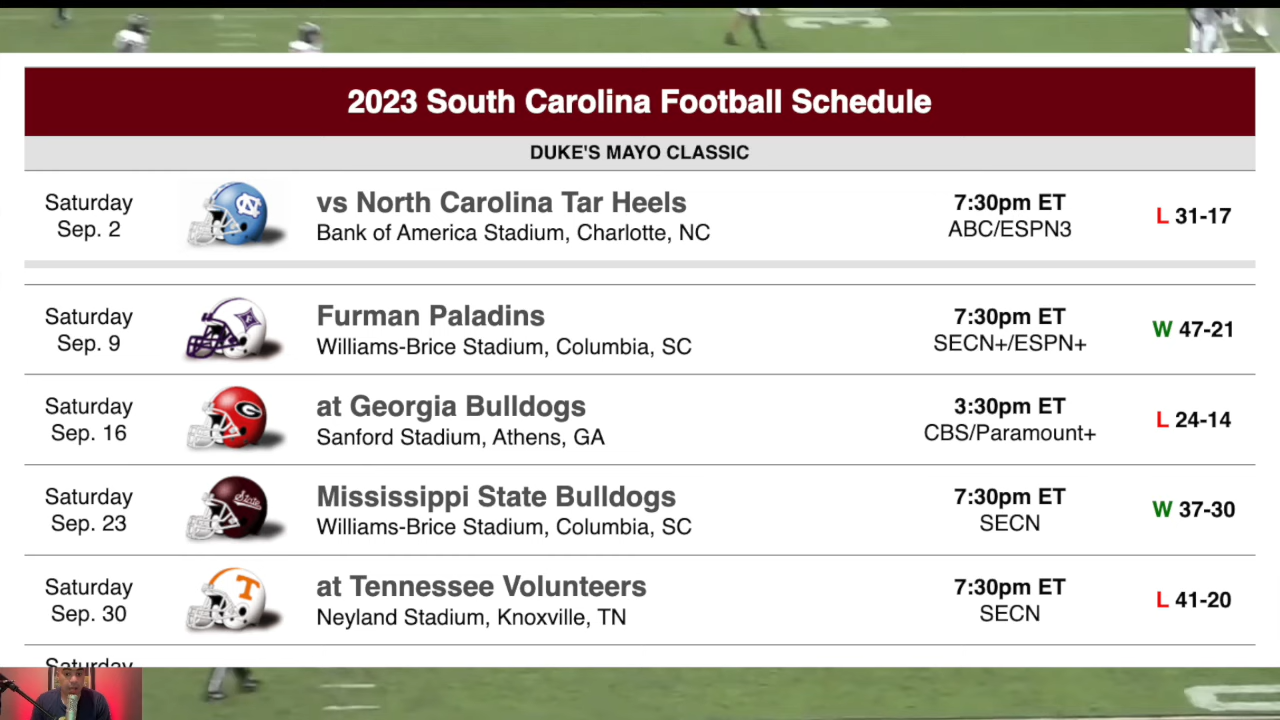 2023 South Carolina Football Schedule
DUKE'S MAYO CLASSIC
Saturday
Sep. 2
vs North Carolina Tar Heels
Bank of America Stadium, Charlotte, NC
7:30pm ET
ABC/ESPN3
L 31-17
Saturday
Sep. 9
Furman Paladins
Williams-Brice Stadium, Columbia, SC
7:30pm ET
SECN+/ESPN+
W 47-21
Saturday
Sep. 16
G
at Georgia Bulldogs
Sanford Stadium, Athens, GA
3:30pm ET
CBS/Paramount+
L 24-14
Saturday
Sep. 23
State
Mississippi State Bulldogs
Williams-Brice Stadium, Columbia, SC
7:30pm ET
SECN
W 37-30
Saturday
Sep. 30
T
at Tennessee Volunteers
Neyland Stadium, Knoxville, TN
7:30pm ET
SECN
L 41-20
Saturday